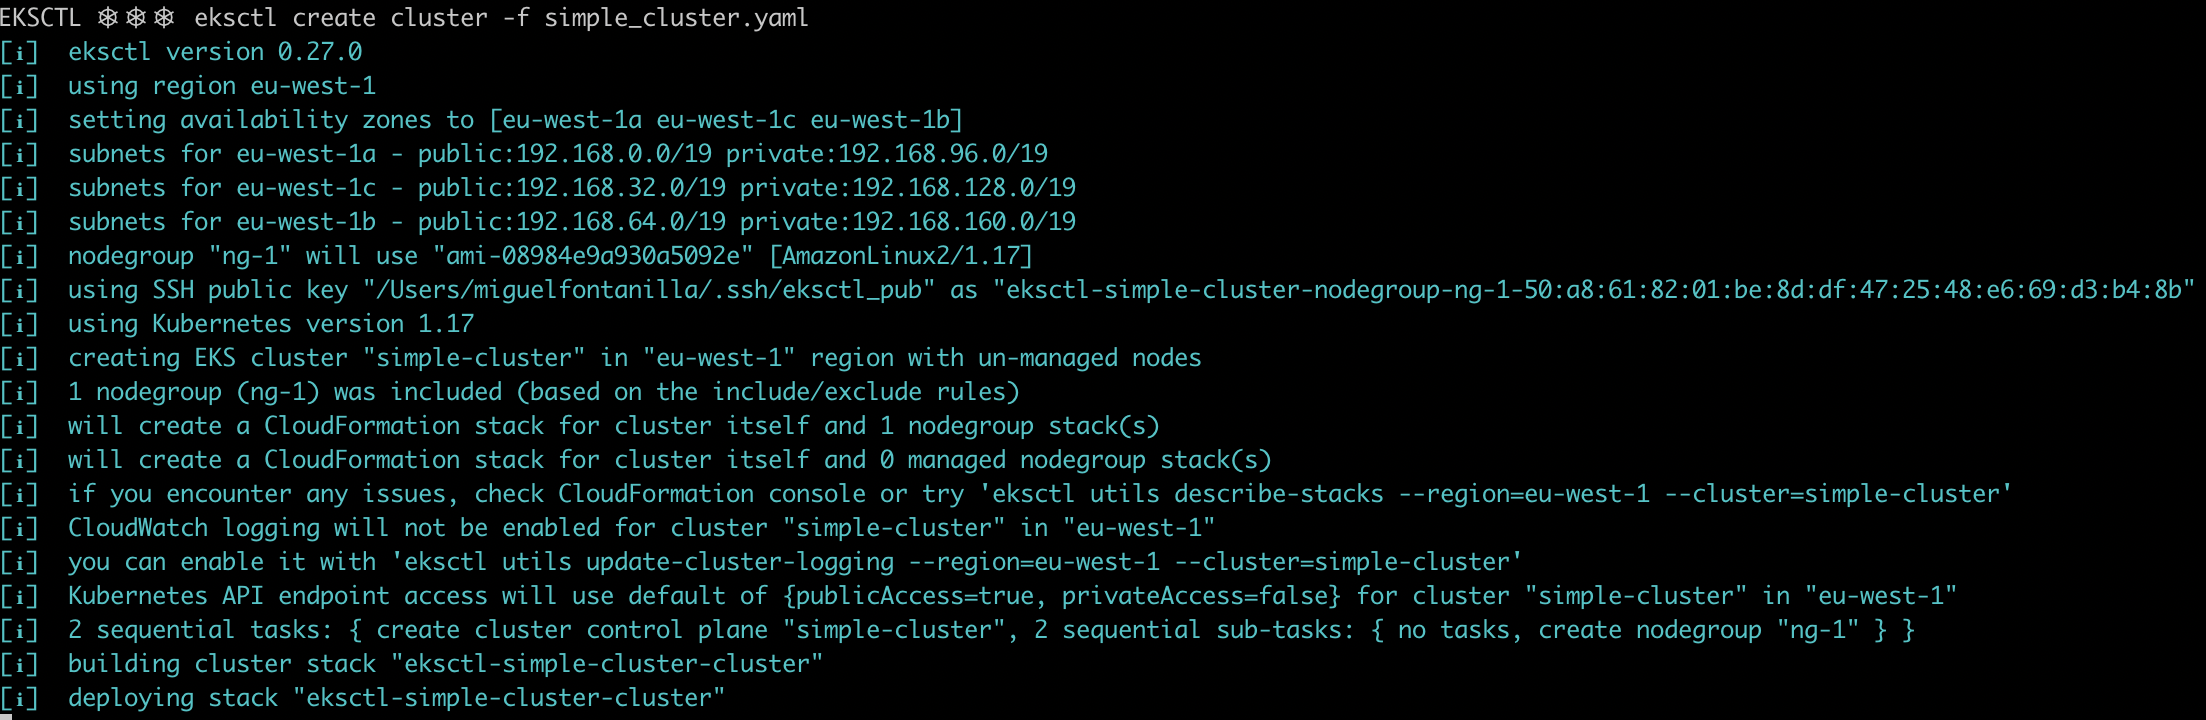 EKSCTL ⎈⎈⎈ eksctl create cluster -f simple_cluster.yaml
[ℹ]  eksctl version 0.27.0
[ℹ]  using region eu-west-1
[ℹ]  setting availability zones to [eu-west-1a eu-west-1c eu-west-1b]
[ℹ]  subnets for eu-west-1a - public:192.168.0.0/19 private:192.168.96.0/19
[ℹ]  subnets for eu-west-1c - public:192.168.32.0/19 private:192.168.128.0/19
[ℹ]  subnets for eu-west-1b - public:192.168.64.0/19 private:192.168.160.0/19
[ℹ]  nodegroup "ng-1" will use "ami-08984e9a930a5092e" [AmazonLinux2/1.17]
[ℹ]  using SSH public key "/Users/miguelfontanilla/.ssh/eksctl_pub" as "eksctl-simple-cluster-nodegroup-ng-1-50:a8:61:82:01:be:8d:df:47:25:48:e6:69:d3:b4:8b"
[ℹ]  using Kubernetes version 1.17
[ℹ]  creating EKS cluster "simple-cluster" in "eu-west-1" region with un-managed nodes
[ℹ]  1 nodegroup (ng-1) was included (based on the include/exclude rules)
[ℹ]  will create a CloudFormation stack for cluster itself and 1 nodegroup stack(s)
[ℹ]  will create a CloudFormation stack for cluster itself and 0 managed nodegroup stack(s)
[ℹ]  if you encounter any issues, check CloudFormation console or try 'eksctl utils describe-stacks --region=eu-west-1 --cluster=simple-cluster'
[ℹ]  CloudWatch logging will not be enabled for cluster "simple-cluster" in "eu-west-1"
[ℹ]  you can enable it with 'eksctl utils update-cluster-logging --region=eu-west-1 --cluster=simple-cluster'
[ℹ]  Kubernetes API endpoint access will use default of {publicAccess=true, privateAccess=false} for cluster "simple-cluster" in "eu-west-1"
[ℹ]  2 sequential tasks: { create cluster control plane "simple-cluster", 2 sequential sub-tasks: { no tasks, create nodegroup "ng-1" } }
[ℹ]  building cluster stack "eksctl-simple-cluster-cluster"
[ℹ]  deploying stack "eksctl-simple-cluster-cluster"